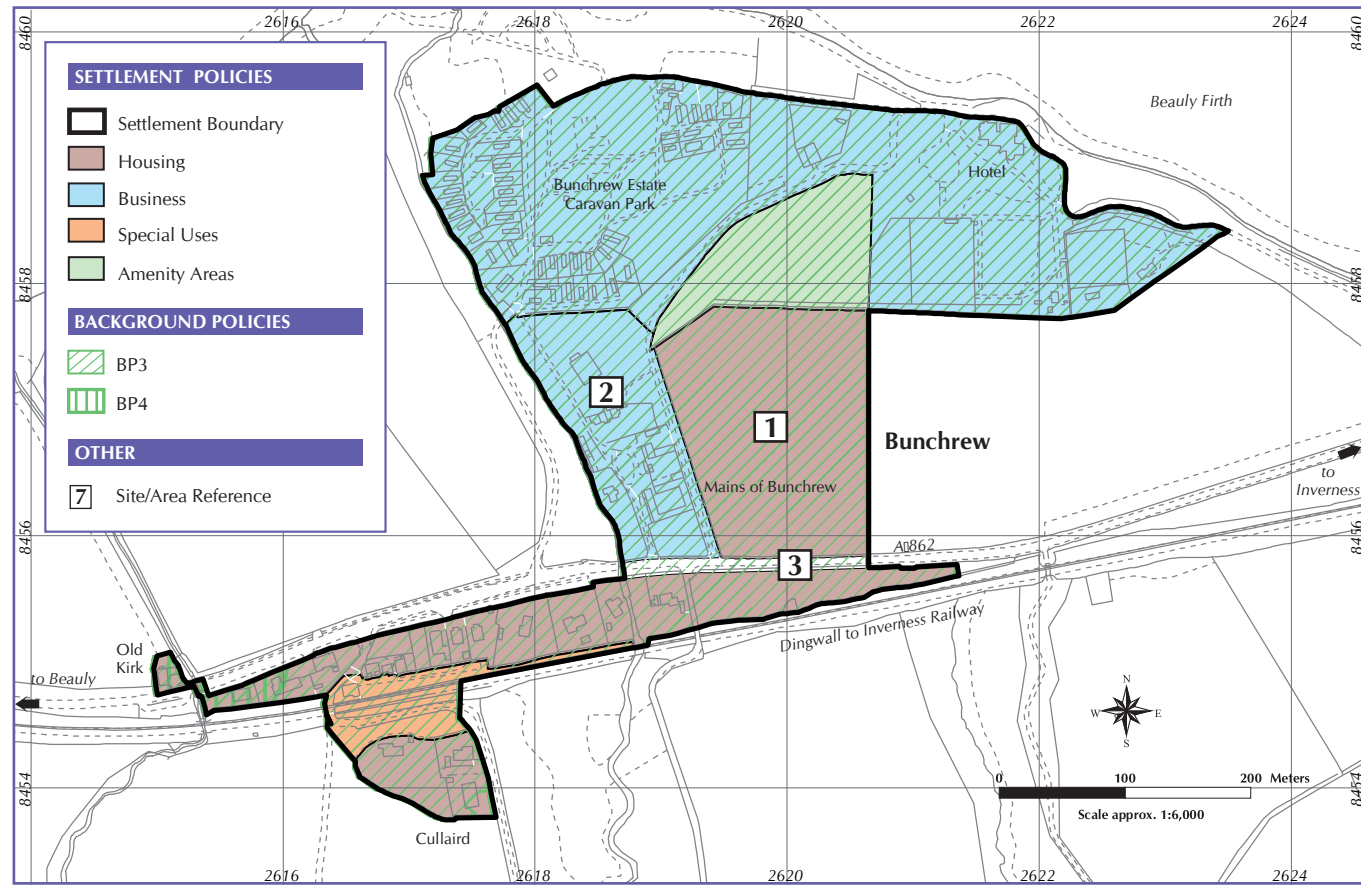 2616
2618
2620
2622
2624
8460
8460
SETTLEMENT POLICIES
Settlement Boundary
Housing
Business
Special Uses
Amenity Areas
BACKGROUND POLICIES
BP3
BP4
OTHER
7 Site/Area Reference
Beauly Firth
Hotel
Bunchrew Estate
Caravan Park
8458
8458
2
1
Bunchrew
Mains of Bunchrew
to
Inverness
8456
8456
A 862
3
Dingwall to Inverness Railway
Old
Kirk
to Beauly
N
W E
S
0 100 200 Meters
Scale approx. 1:6,000
8454
8454
Cullaird
2616
2618
2620
2622
2624